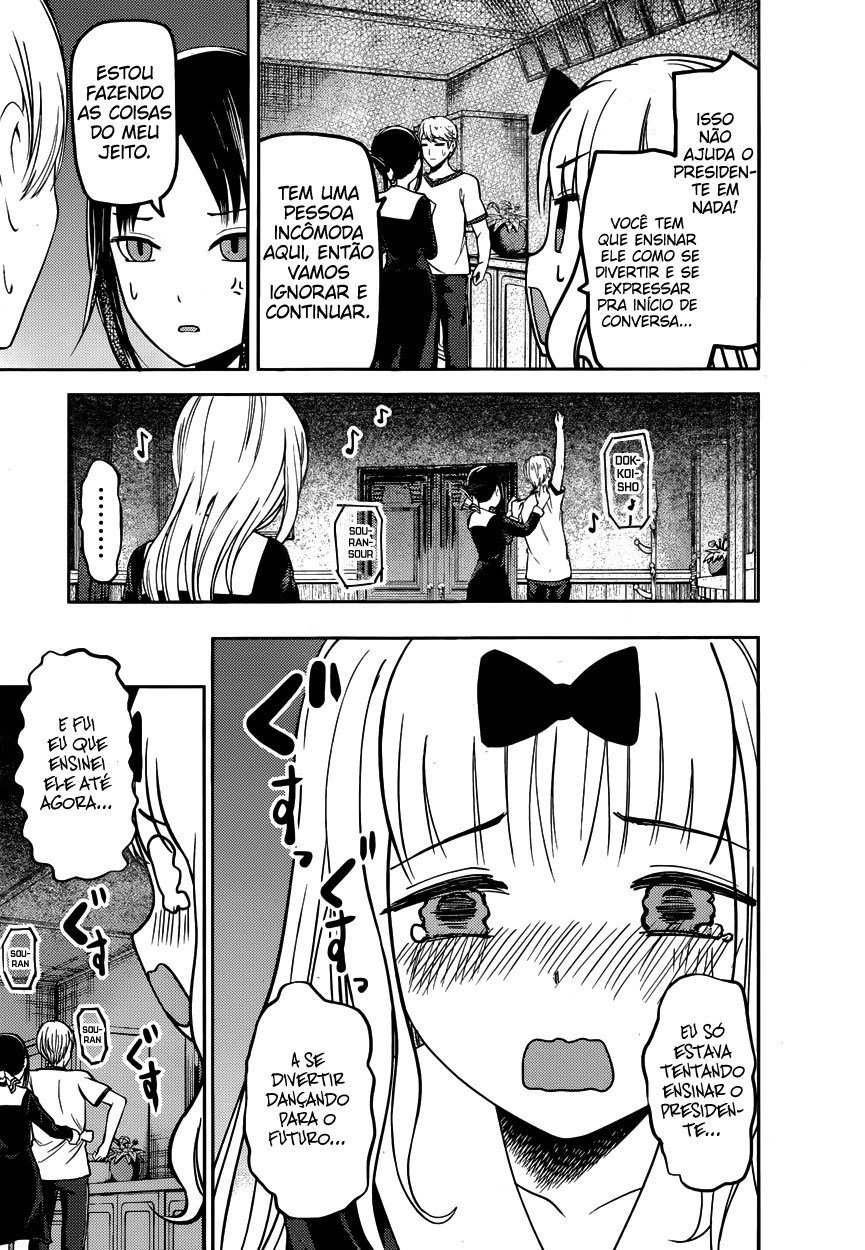 ISSO
NÃO
AJUDA O
PRESIDEN-
TE EM
NADA!
VOCÊ TEM
QUE ENSINAR
ELE COMO SE
DIVERTIR E SE
EXPRESSAR
PRA INÍCIO DE
CONVERSA...
TEM UMA
PESSOA
INCÔMODA
AQUI, ENTÃO
VAMOS
IGNORAR E
CONTINUAR.
ESTOU
FAZENDO
AS COISAS
DO MEU
JEITO.
DOK-
KOI-
SHO
SOU-
RAN-
SOUR
.........
EU SÓ
ESTAVA
TENTANDO
ENSINAR O
PRESIDEN-
TE...
A SE
DIVERTIR
DANÇANDO
PARA O
FUTURO...
ぐすっ
ぐすっ
E FUI
EU QUE
ENSINEI
ELE ATÉ
AGORA...
ぐす
ぐす
SOU-
RAN
SOU-
RAN